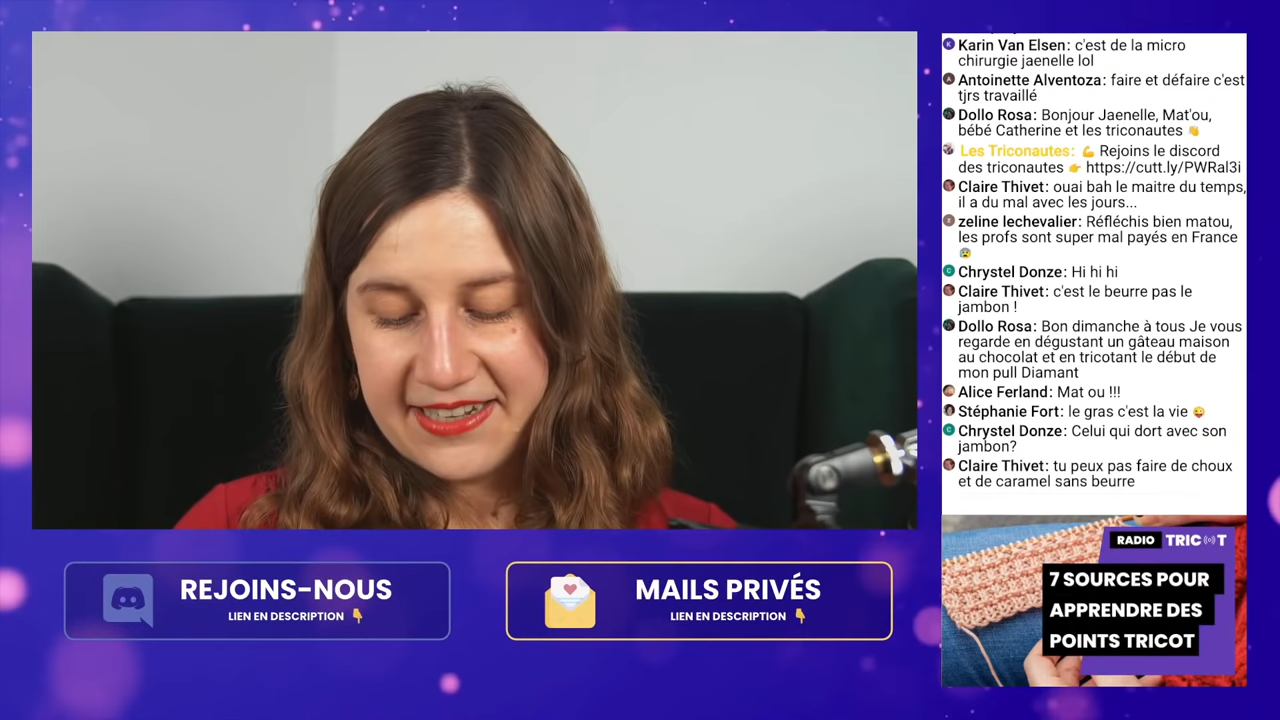 Karin Van Elsen: c'est de la micro
chirurgie jaenelle lol
Antoinette Alventoza: faire et défaire c'est
tjrs travaillé
Dollo Rosa: Bonjour Jaenelle, Mat'ou,
bébé Catherine et les triconautes 👏
Les Triconautes: 💪 Rejoins le discord
des triconautes 👉 https://cutt.ly/PWRal3i
Claire Thivet: ouai bah le maitre du temps,
il a du mal avec les jours...
zeline lechevalier: Réfléchis bien matou,
les profs sont super mal payés en France
😰
Chrystel Donze: Hi hi hi
Claire Thivet: c'est le beurre pas le
jambon !
Dollo Rosa: Bon dimanche à tous Je vous
regarde en dégustant un gâteau maison
au chocolat et en tricotant le début de
mon pull Diamant
Alice Ferland: Mat ou !!!
Stéphanie Fort: le gras c'est la vie 😜
Chrystel Donze: Celui qui dort avec son
jambon?
Claire Thivet: tu peux pas faire de choux
et de caramel sans beurre
RADIO TRICOT
7 SOURCES POUR
APPRENDRE DES
POINTS TRICOT
REJOINS-NOUS
LIEN EN DESCRIPTION 👇
MAILS PRIVÉS
LIEN EN DESCRIPTION 👇